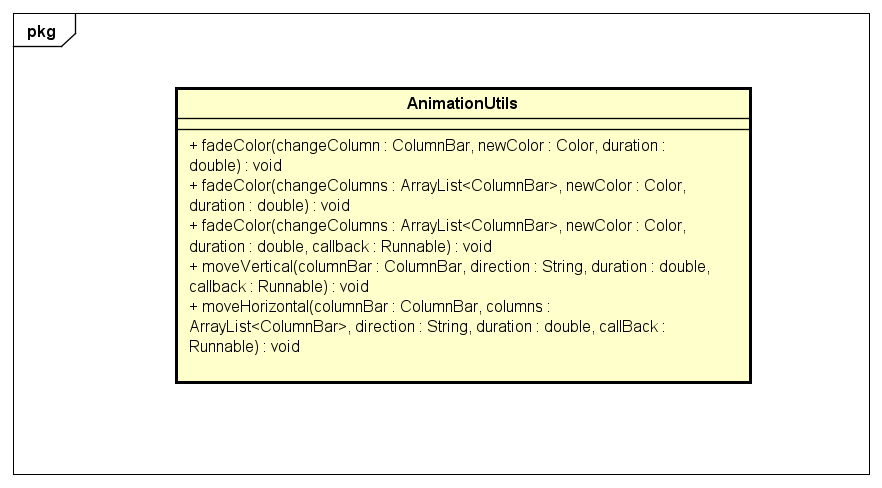 pkg
AnimationUtils
+ fadeColor(changeColumn : ColumnBar, newColor : Color, duration :
double) : void
+ fadeColor(changeColumns : ArrayList<ColumnBar>, newColor : Color,
duration : double) : void
+ fadeColor(changeColumns : ArrayList<ColumnBar>, newColor : Color,
duration : double, callback : Runnable) : void
+ moveVertical(columnBar : ColumnBar, direction : String, duration : double,
callback : Runnable) : void
+ moveHorizontal(columnBar : ColumnBar, columns :
ArrayList<ColumnBar>, direction : String, duration : double, callBack :
Runnable) : void